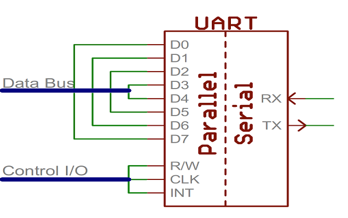 UART
D0
D1
D2
Data Bus
D3
D4
D5
D6
D7
Parallel
Serial
RX
TX
Control I/O
R/W
CLK
INT